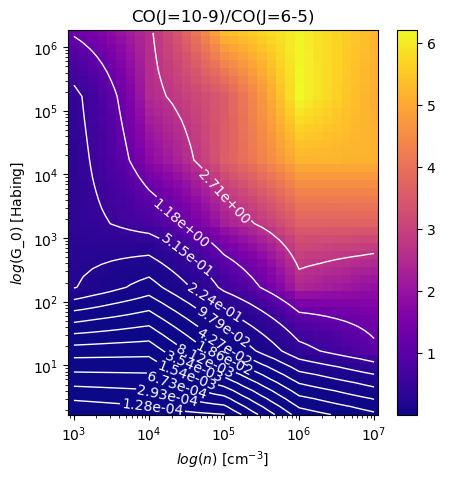 CO(J=10-9)/CO(J=6-5)
10⁶
10⁵
10⁴
10³
10²
10¹
log(G_0) [Habing]
2.71e+00
1.18e+00
5.15e-01
2.24e-01
9.79e-02
4.27e-02
1.86e-02
8.12e-03
3.54e-03
1.54e-03
6.73e-04
2.93e-04
1.28e-04
6
5
4
3
2
1
10³ 10⁴ 10⁵ 10⁶ 10⁷
log(n) [cm⁻³]